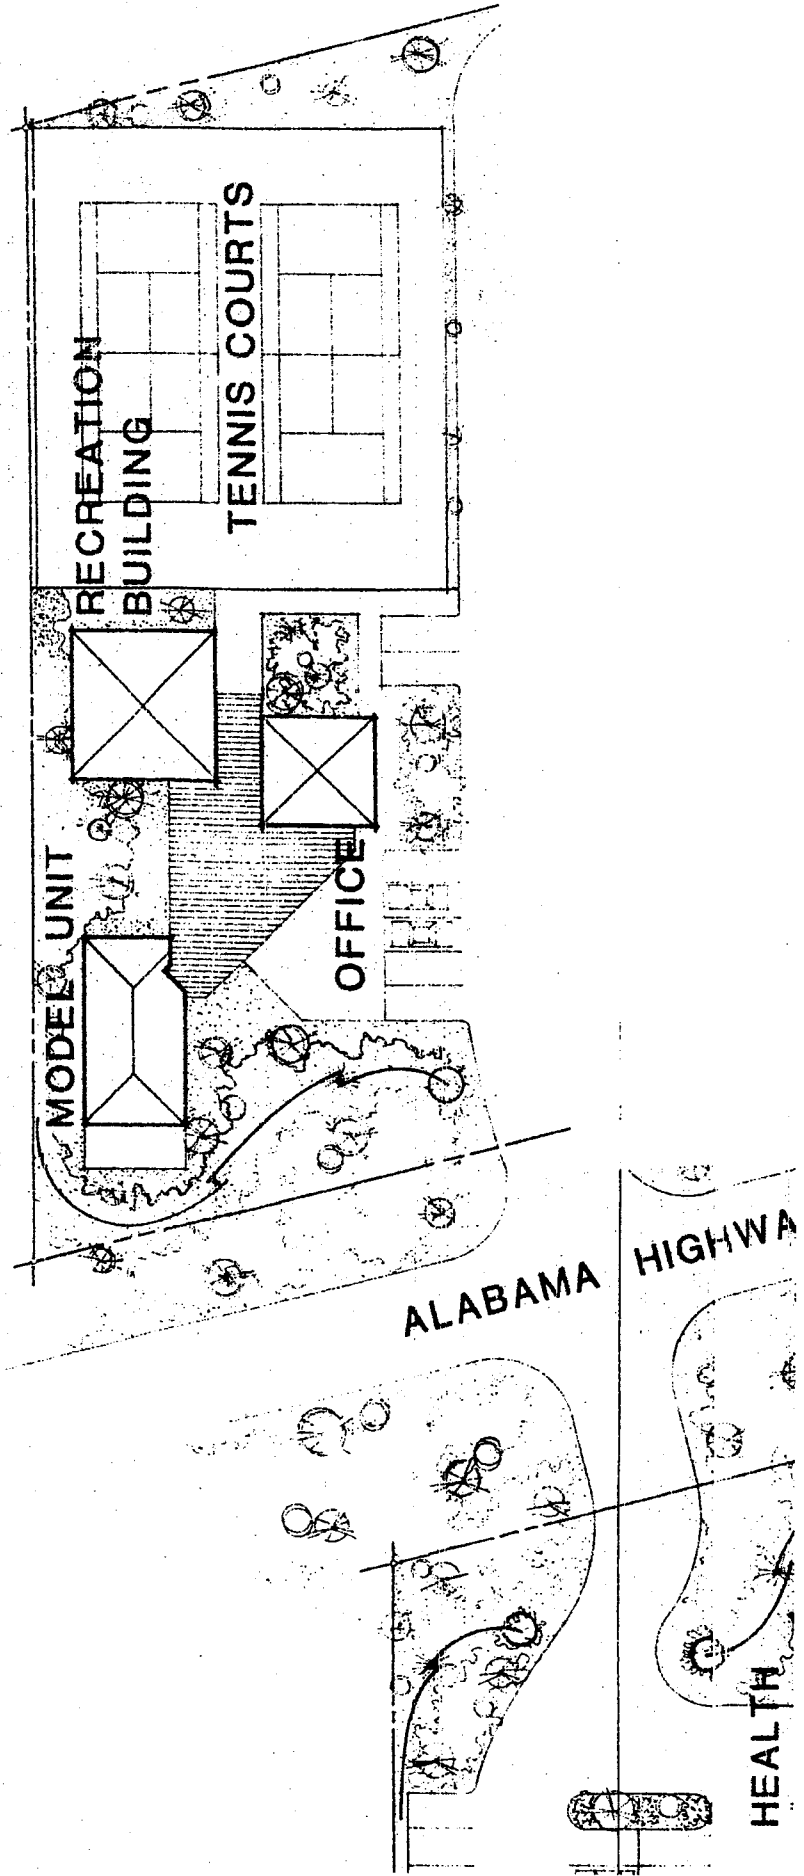 RECREATION
BUILDING
TENNIS COURTS
MODEL UNIT
OFFICE
ALABAMA HIGHWA
HEALTH